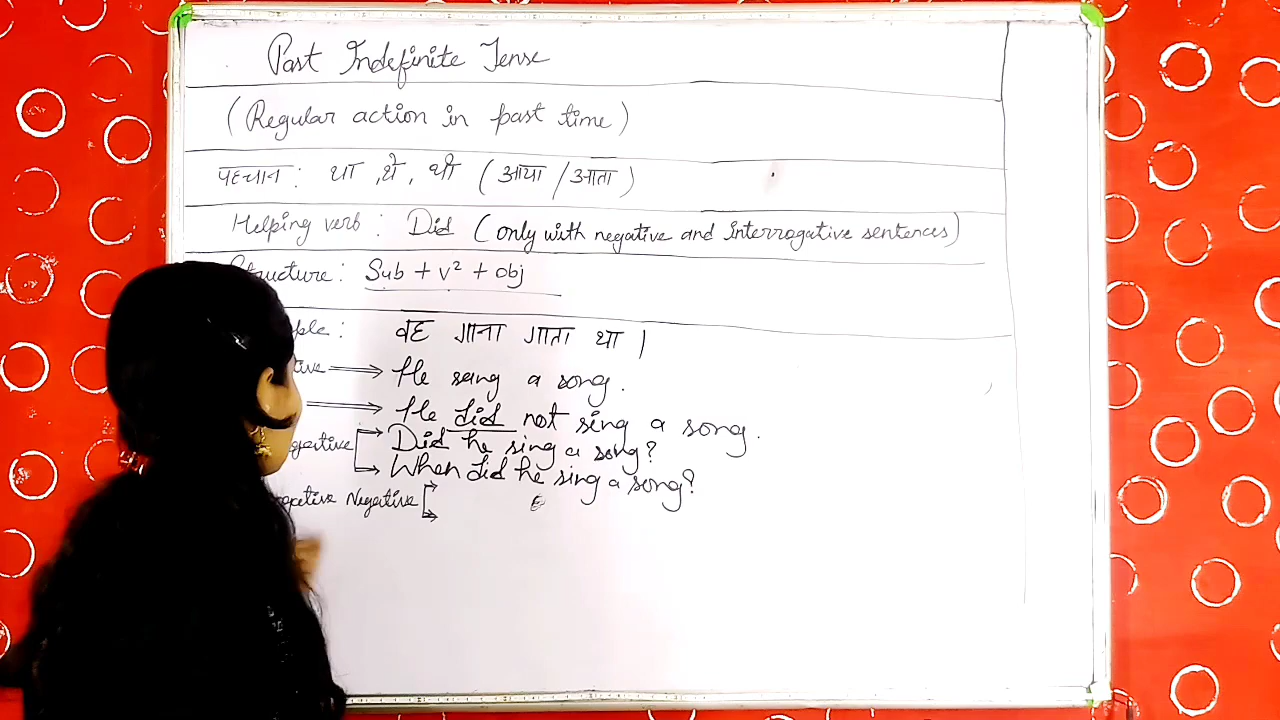 Past Indefinite Tense
(Regular action in past time)
पहचान : था , थे , थी ( आया / आता )
Helping verb : Did (only with negative and interrogative sentences)
Structure : Sub + v² + obj
ple : वह गाना गाता था |
tive ⟹ He sang a song .
⟹ He did not sing a song .
Did he sing a song?
When did he sing a song?
Negative